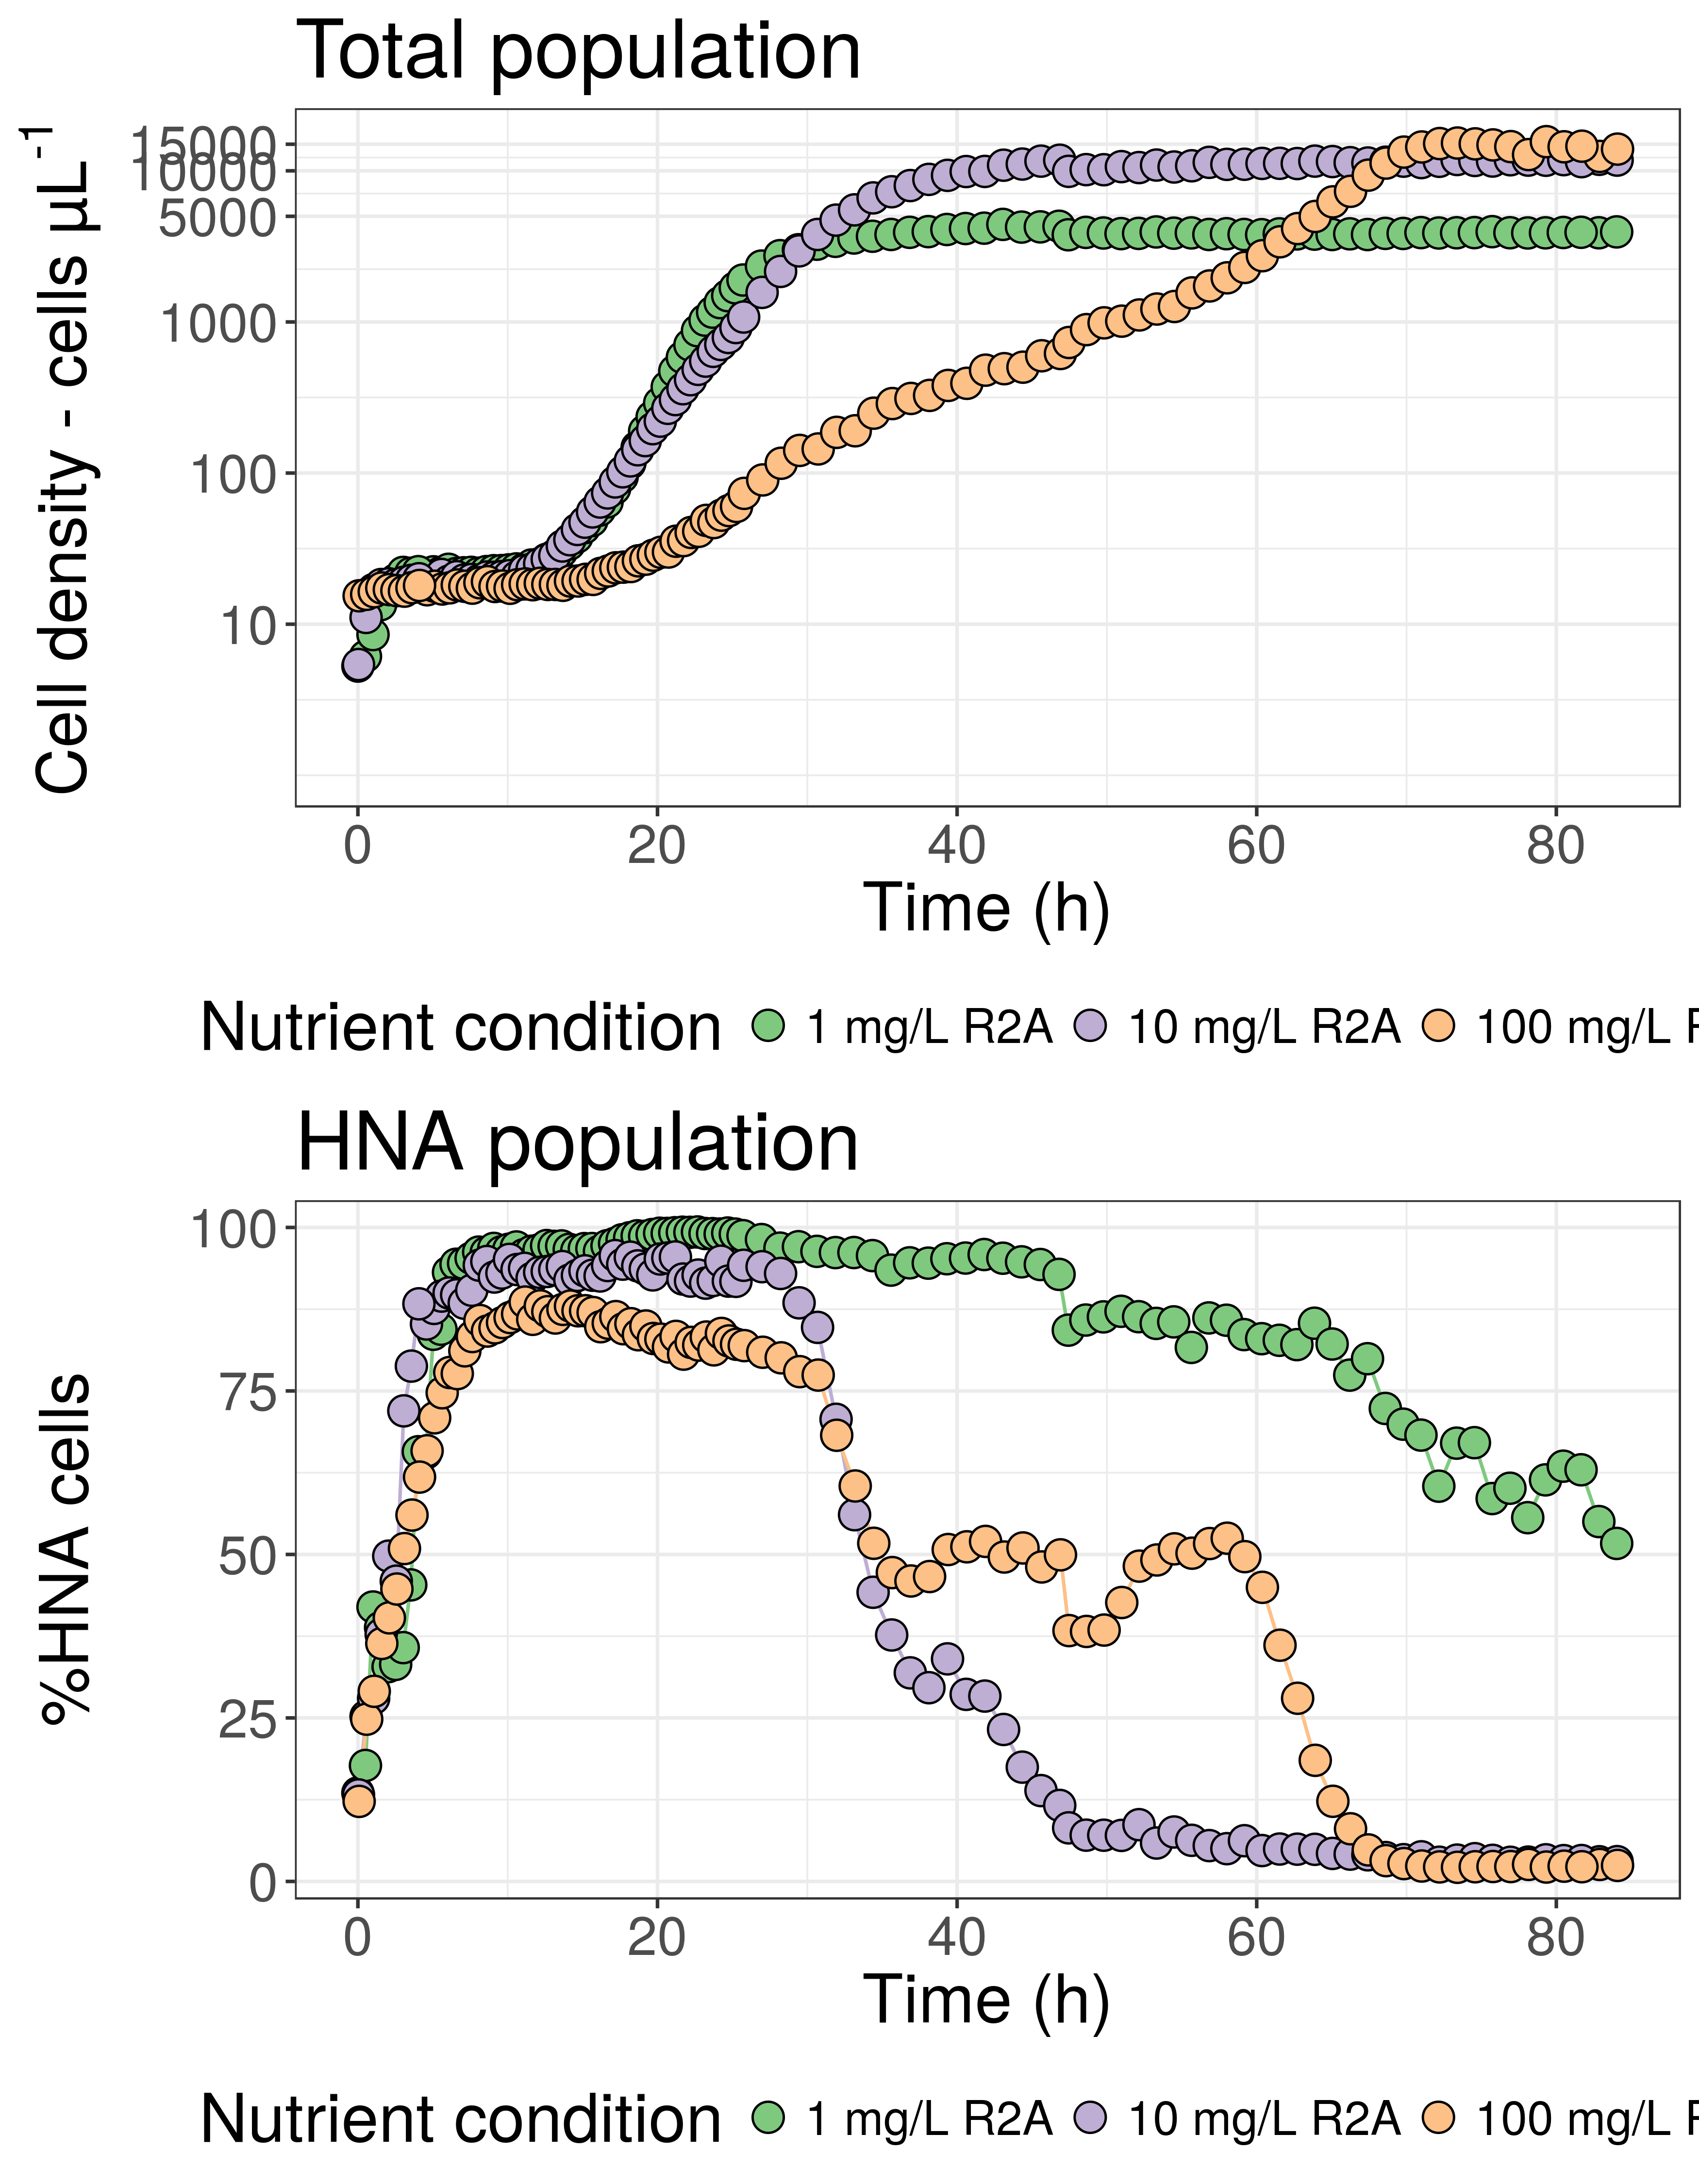 Total population
Cell density - cells µL⁻¹
15000
10000
5000
1000
100
10
0 20 40 60 80
Time (h)
Nutrient condition 1 mg/L R2A 10 mg/L R2A 100 mg/L
HNA population
%HNA cells
100
75
50
25
0
0 20 40 60 80
Time (h)
Nutrient condition 1 mg/L R2A 10 mg/L R2A 100 mg/L